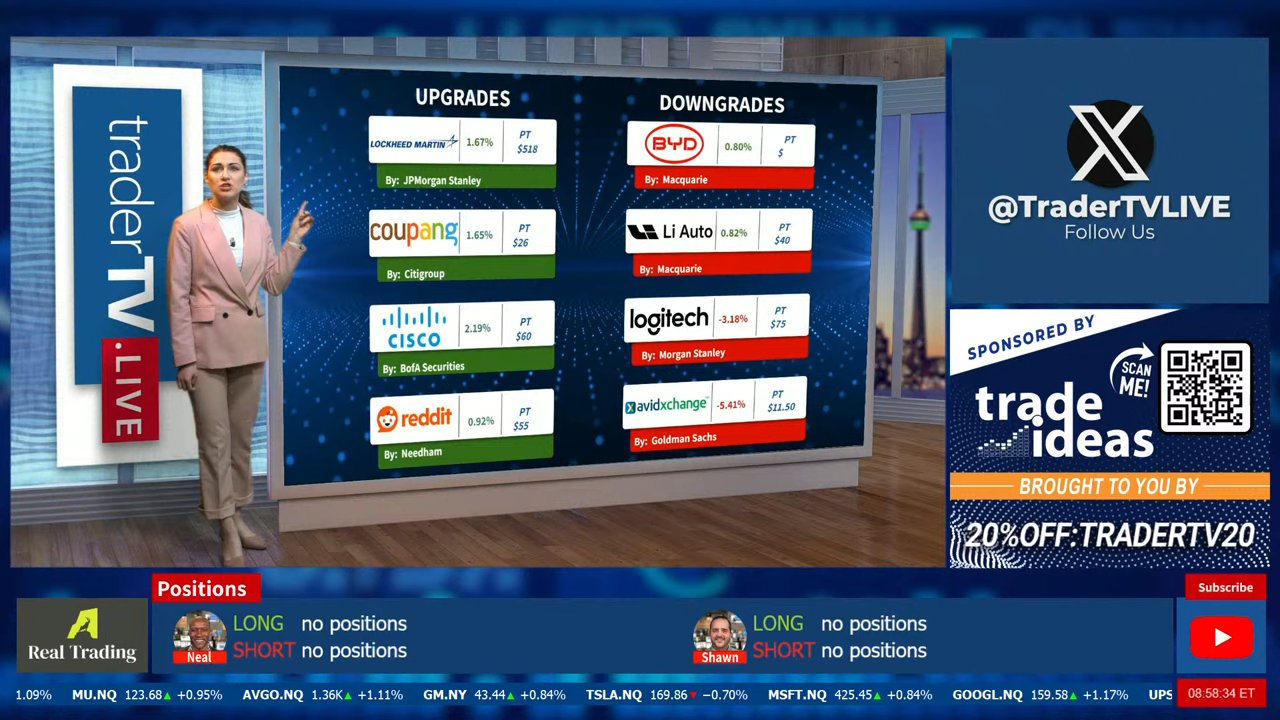 traderTV.LIVE
UPGRADES
LOCKHEED MARTIN 1.67% PT $518
By: JPMorgan Stanley
coupang 1.65% PT $26
By: Citigroup
CISCO 2.19% PT $60
By: BofA Securities
reddit 0.92% PT $55
By: Needham
DOWNGRADES
BYD 0.80% PT $
By: Macquarie
Li Auto 0.82% PT $40
By: Macquarie
logitech -3.18% PT $75
By: Morgan Stanley
avidxchange -5.41% PT $11.50
By: Goldman Sachs
X
@TraderTVLIVE
Follow Us
SPONSORED BY
SCAN ME!
trade ideas
BROUGHT TO YOU BY
20%OFF:TRADERTV20
Positions
Subscribe
Real Trading
Neal
LONG no positions
SHORT no positions
Shawn
LONG no positions
SHORT no positions
1.09% MU.NQ 123.68▲ +0.95% AVGO.NQ 1.36K▲ +1.11% GM.NY 43.44▲ +0.84% TSLA.NQ 169.86▼ −0.70% MSFT.NQ 425.45▲ +0.84% GOOGL.NQ 159.58▲ +1.17% UPS
08:58:34 ET